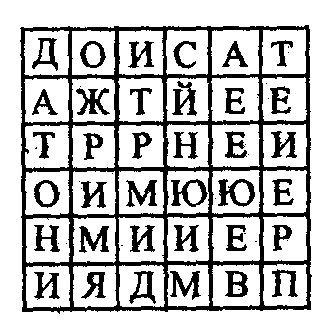 Д О И С А Т
А Ж Т Й Е Е
Т Р Р Н Е И
О И М Ю Ю Е
Н М И И Е Р
И Я Д М В П